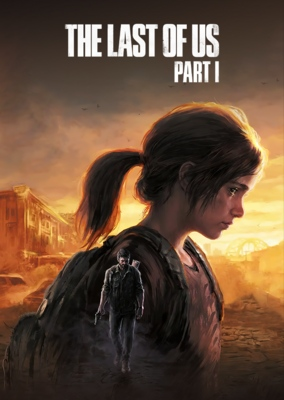 THE LAST OF US
PART I